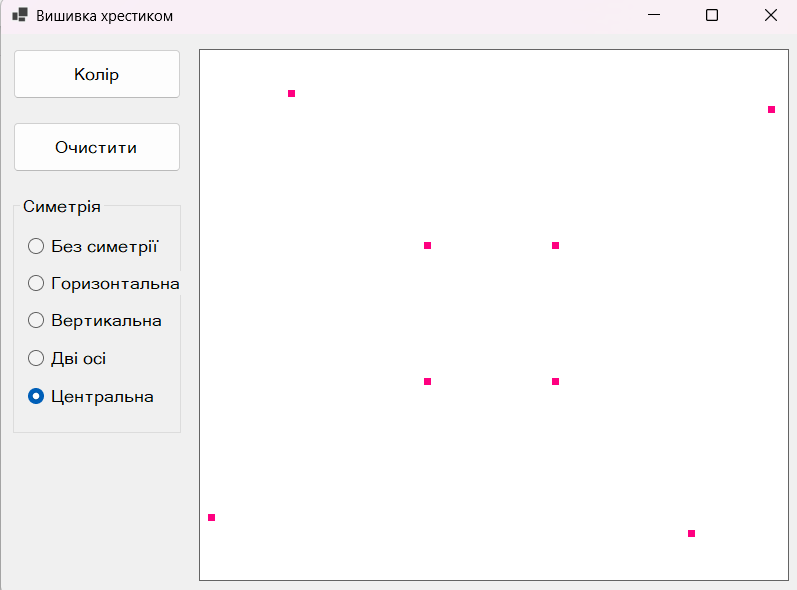 Вишивка хрестиком
Колір
Очистити
Симетрія
Без симетрії
Горизонтальна
Вертикальна
Дві осі
Центральна